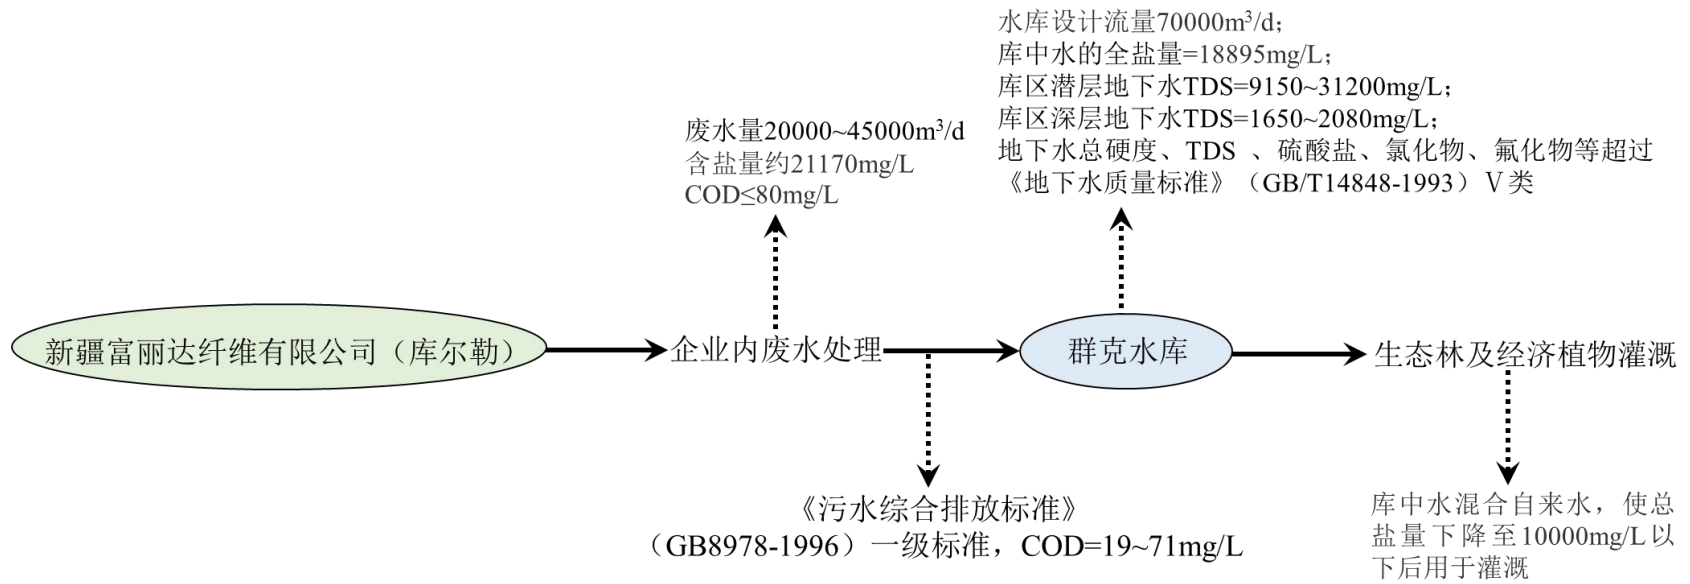 水库设计流量70000m³/d；
库中水的全盐量=18895mg/L；
库区潜层地下水TDS=9150~31200mg/L；
库区深层地下水TDS=1650~2080mg/L；
地下水总硬度、TDS 、硫酸盐、氯化物、氟化物等超过
《地下水质量标准》（GB/T14848-1993）Ⅴ类
废水量20000~45000m³/d
含盐量约21170mg/L
COD≤80mg/L
新疆富丽达纤维有限公司（库尔勒）
企业内废水处理
群克水库
生态林及经济植物灌溉
《污水综合排放标准》
（GB8978-1996）一级标准，COD=19~71mg/L
库中水混合自来水，使总
盐量下降至10000mg/L以
下后用于灌溉